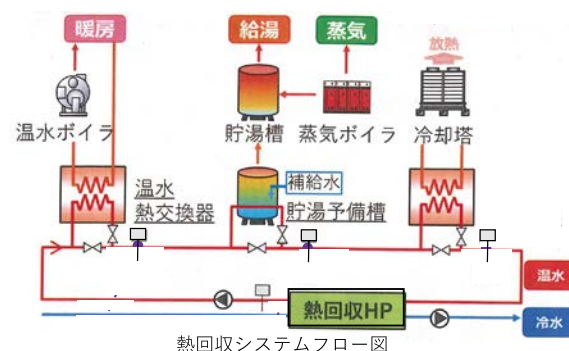 暖房
給湯
蒸気
放熱
温水ボイラ
貯湯槽
蒸気ボイラ
冷却塔
温水
熱交換器
補給水
貯湯予備槽
温水
熱回収HP
冷水
熱回収システムフロー図